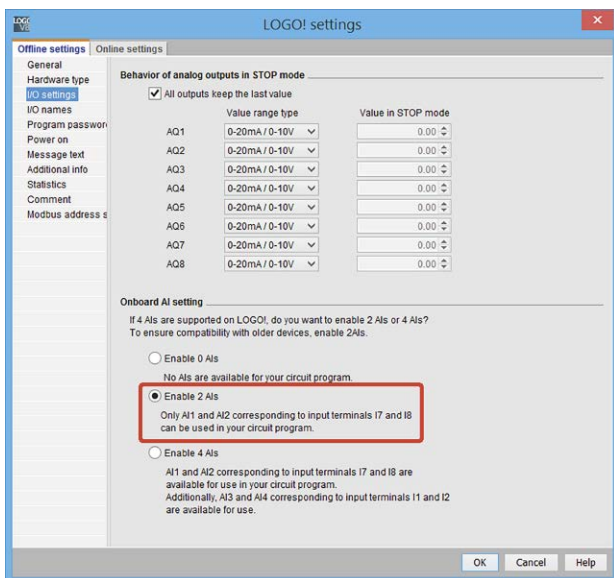 LOGO! settings
Offline settings Online settings
General
Hardware type
I/O settings
I/O names
Program passwor
Power on
Message text
Additional info
Statistics
Comment
Modbus address s
Behavior of analog outputs in STOP mode
All outputs keep the last value
Value range type Value in STOP mode
AQ1 0-20mA / 0-10V 0.00
AQ2 0-20mA / 0-10V 0.00
AQ3 0-20mA / 0-10V 0.00
AQ4 0-20mA / 0-10V 0.00
AQ5 0-20mA / 0-10V 0.00
AQ6 0-20mA / 0-10V 0.00
AQ7 0-20mA / 0-10V 0.00
AQ8 0-20mA / 0-10V 0.00
Onboard AI setting
If 4 AIs are supported on LOGO!, do you want to enable 2 AIs or 4 AIs?
To ensure compatibility with older devices, enable 2AIs.
Enable 0 AIs
No AIs are available for your circuit program.
Enable 2 AIs
Only AI1 and AI2 corresponding to input terminals I7 and I8
can be used in your circuit program.
Enable 4 AIs
AI1 and AI2 corresponding to input terminals I7 and I8 are
available for use in your circuit program.
Additionally, AI3 and AI4 corresponding to input terminals I1 and I2
are available for use.
OK Cancel Help